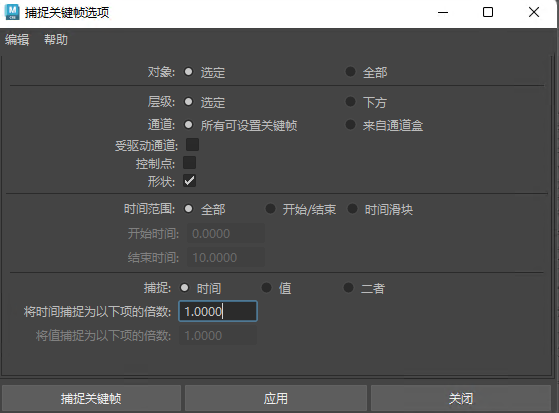 捕捉关键帧选项
编辑 帮助
对象: 选定 全部
层级: 选定 下方
通道: 所有可设置关键帧 来自通道盒
受驱动通道:
控制点:
形状:
时间范围: 全部 开始/结束 时间滑块
开始时间: 0.0000
结束时间: 10.0000
捕捉: 时间 值 二者
将时间捕捉为以下项的倍数: 1.0000
将值捕捉为以下项的倍数: 1.0000
捕捉关键帧 应用 关闭